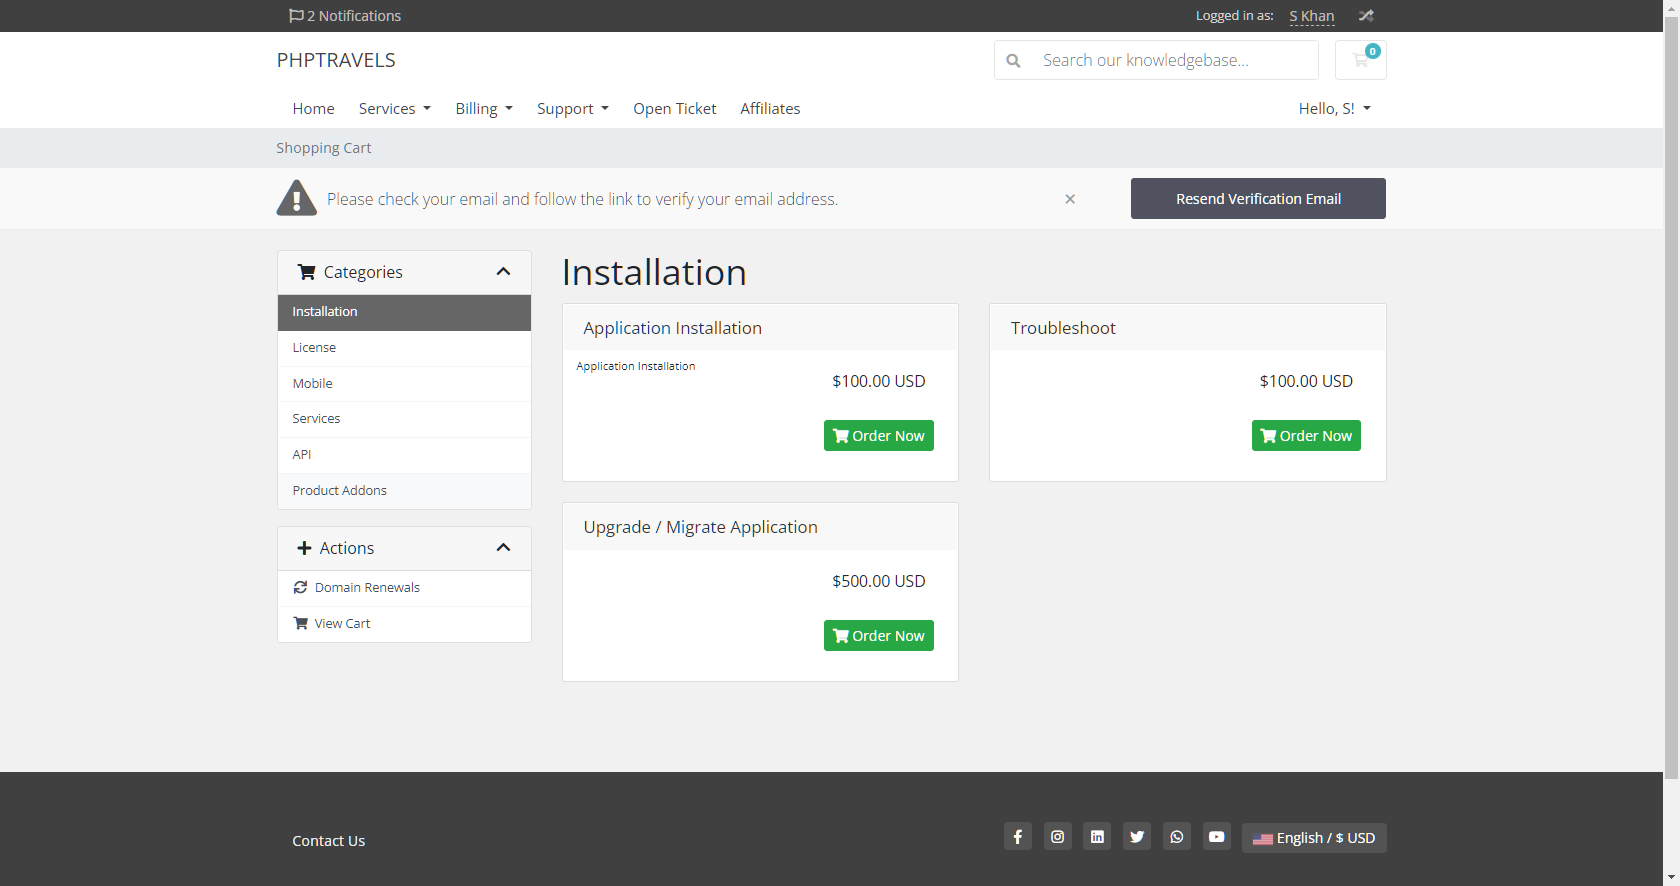 2 Notifications
Logged in as: S Khan
PHPTRAVELS
Search our knowledgebase...
0
Home Services Billing Support Open Ticket Affiliates
Hello, S!
Shopping Cart
Please check your email and follow the link to verify your email address.
×
Resend Verification Email
Categories
Installation
License
Mobile
Services
API
Product Addons
Actions
Domain Renewals
View Cart
Installation
Application Installation
Application Installation
$100.00 USD
Order Now
Troubleshoot
$100.00 USD
Order Now
Upgrade / Migrate Application
$500.00 USD
Order Now
Contact Us
English / $ USD